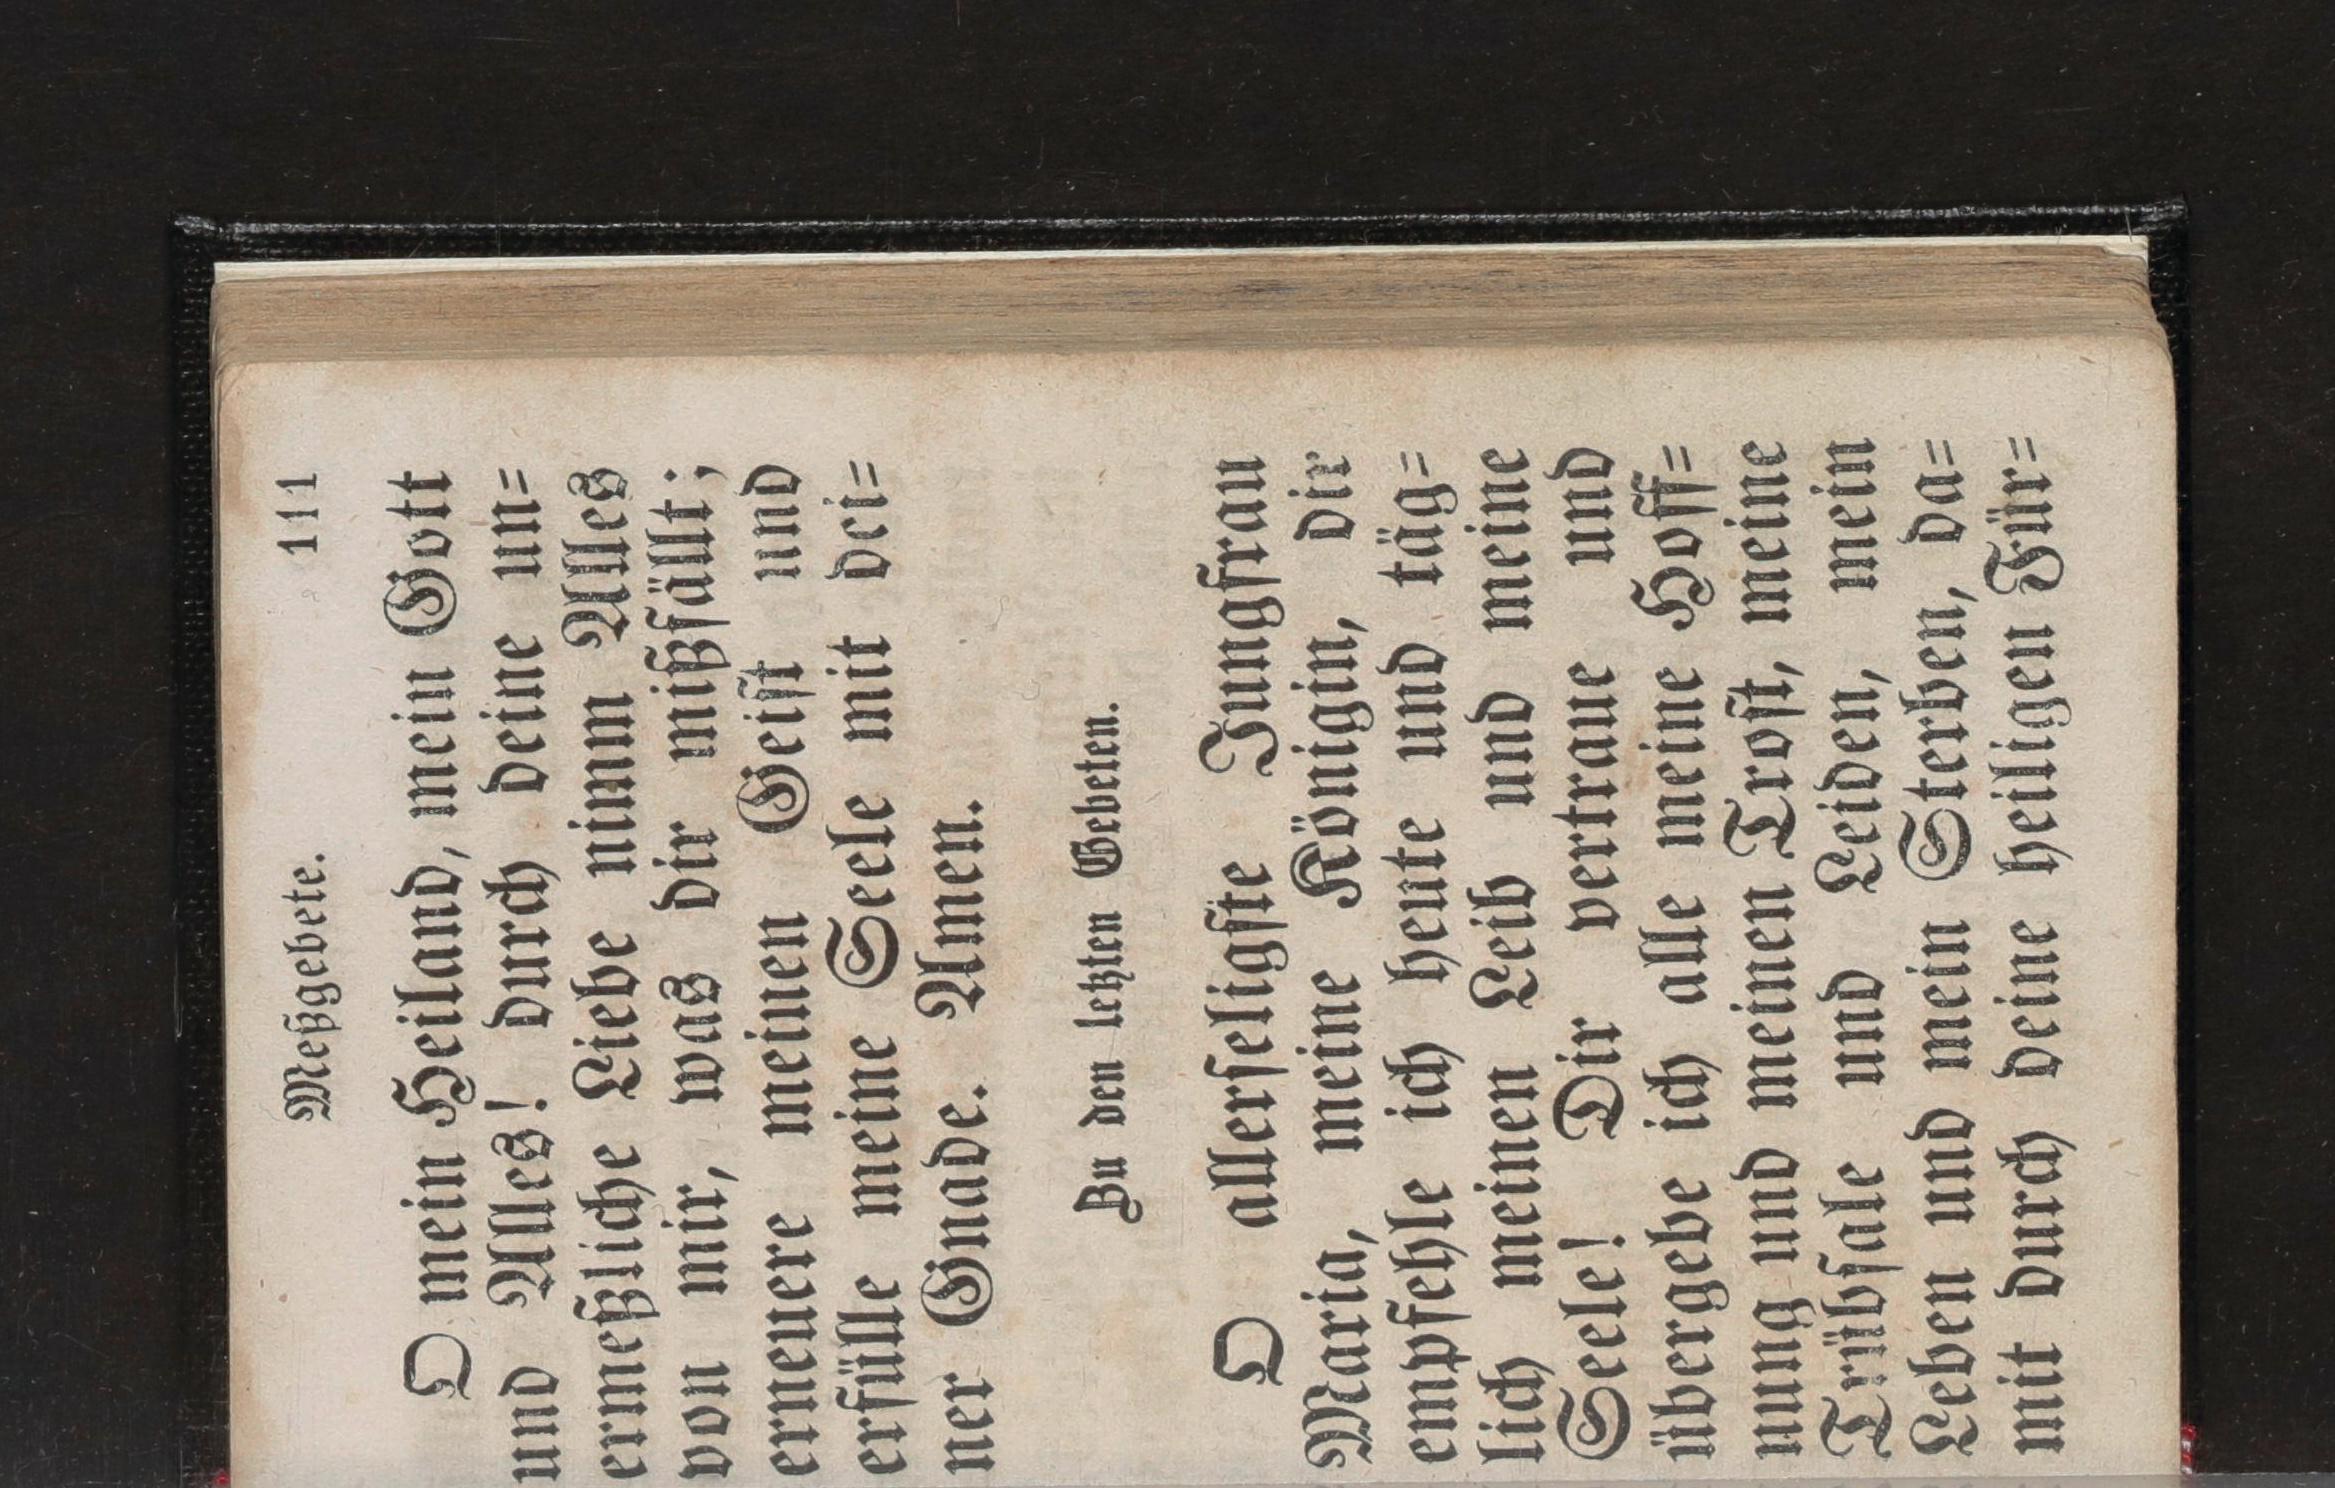 Meßgebete. 111
O mein Heiland, mein Gott
und Alles! durch deine un=
ermeßliche Liebe nimm Alles
von mir, was dir mißfällt;
erneuere meinen Geist und
erfülle meine Seele mit dei=
ner Gnade. Amen.
Zu den letzten Gebeten.
O allerseligste Jungfrau
Maria, meine Königin, dir
empfehle ich heute und täg=
lich meinen Leib und meine
Seele! Dir vertraue und
übergebe ich alle meine Hoff=
nung und meinen Trost, meine
Trübsale und Leiden, mein
Leben und mein Sterben, da=
mit durch deine heiligen Für=